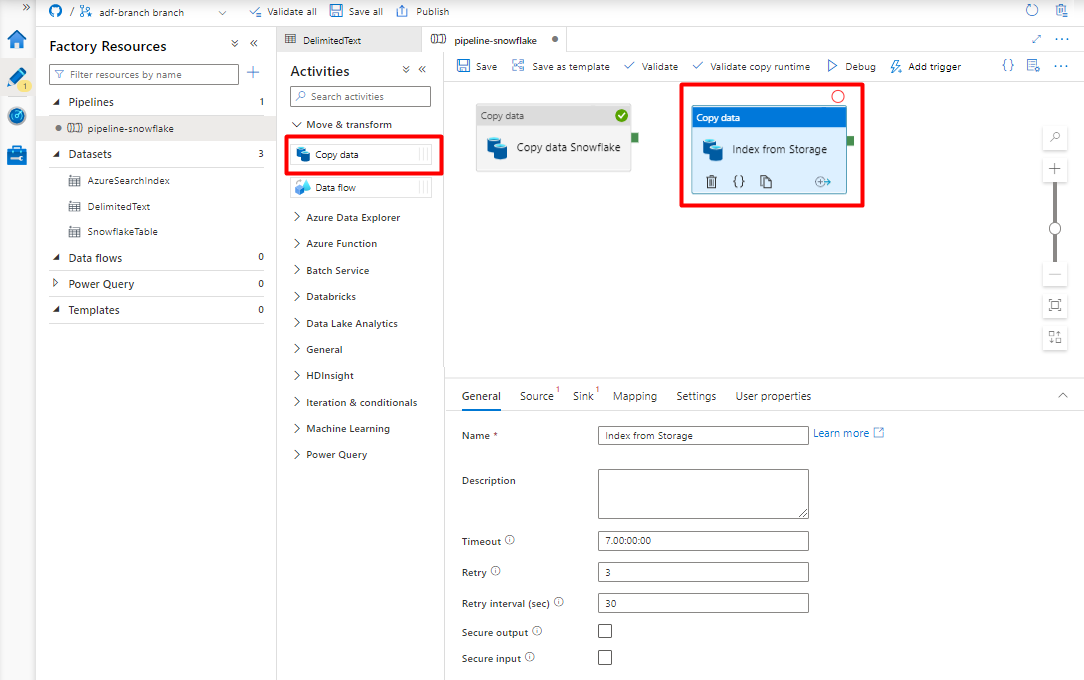 / adf-branch branch Validate all Save all Publish
Factory Resources
Filter resources by name
Pipelines 1
pipeline-snowflake
Datasets 3
AzureSearchIndex
DelimitedText
SnowflakeTable
Data flows 0
Power Query 0
Templates 0
1
DelimitedText
pipeline-snowflake
Activities
Search activities
Move & transform
Copy data
Data flow
Azure Data Explorer
Azure Function
Batch Service
Databricks
Data Lake Analytics
General
HDInsight
Iteration & conditionals
Machine Learning
Power Query
Save Save as template Validate Validate copy runtime Debug Add trigger
Copy data
Copy data Snowflake
Copy data
Index from Storage
General Source 1 Sink 1 Mapping Settings User properties
Name * Index from Storage Learn more
Description
Timeout 7.00:00:00
Retry 3
Retry interval (sec) 30
Secure output
Secure input